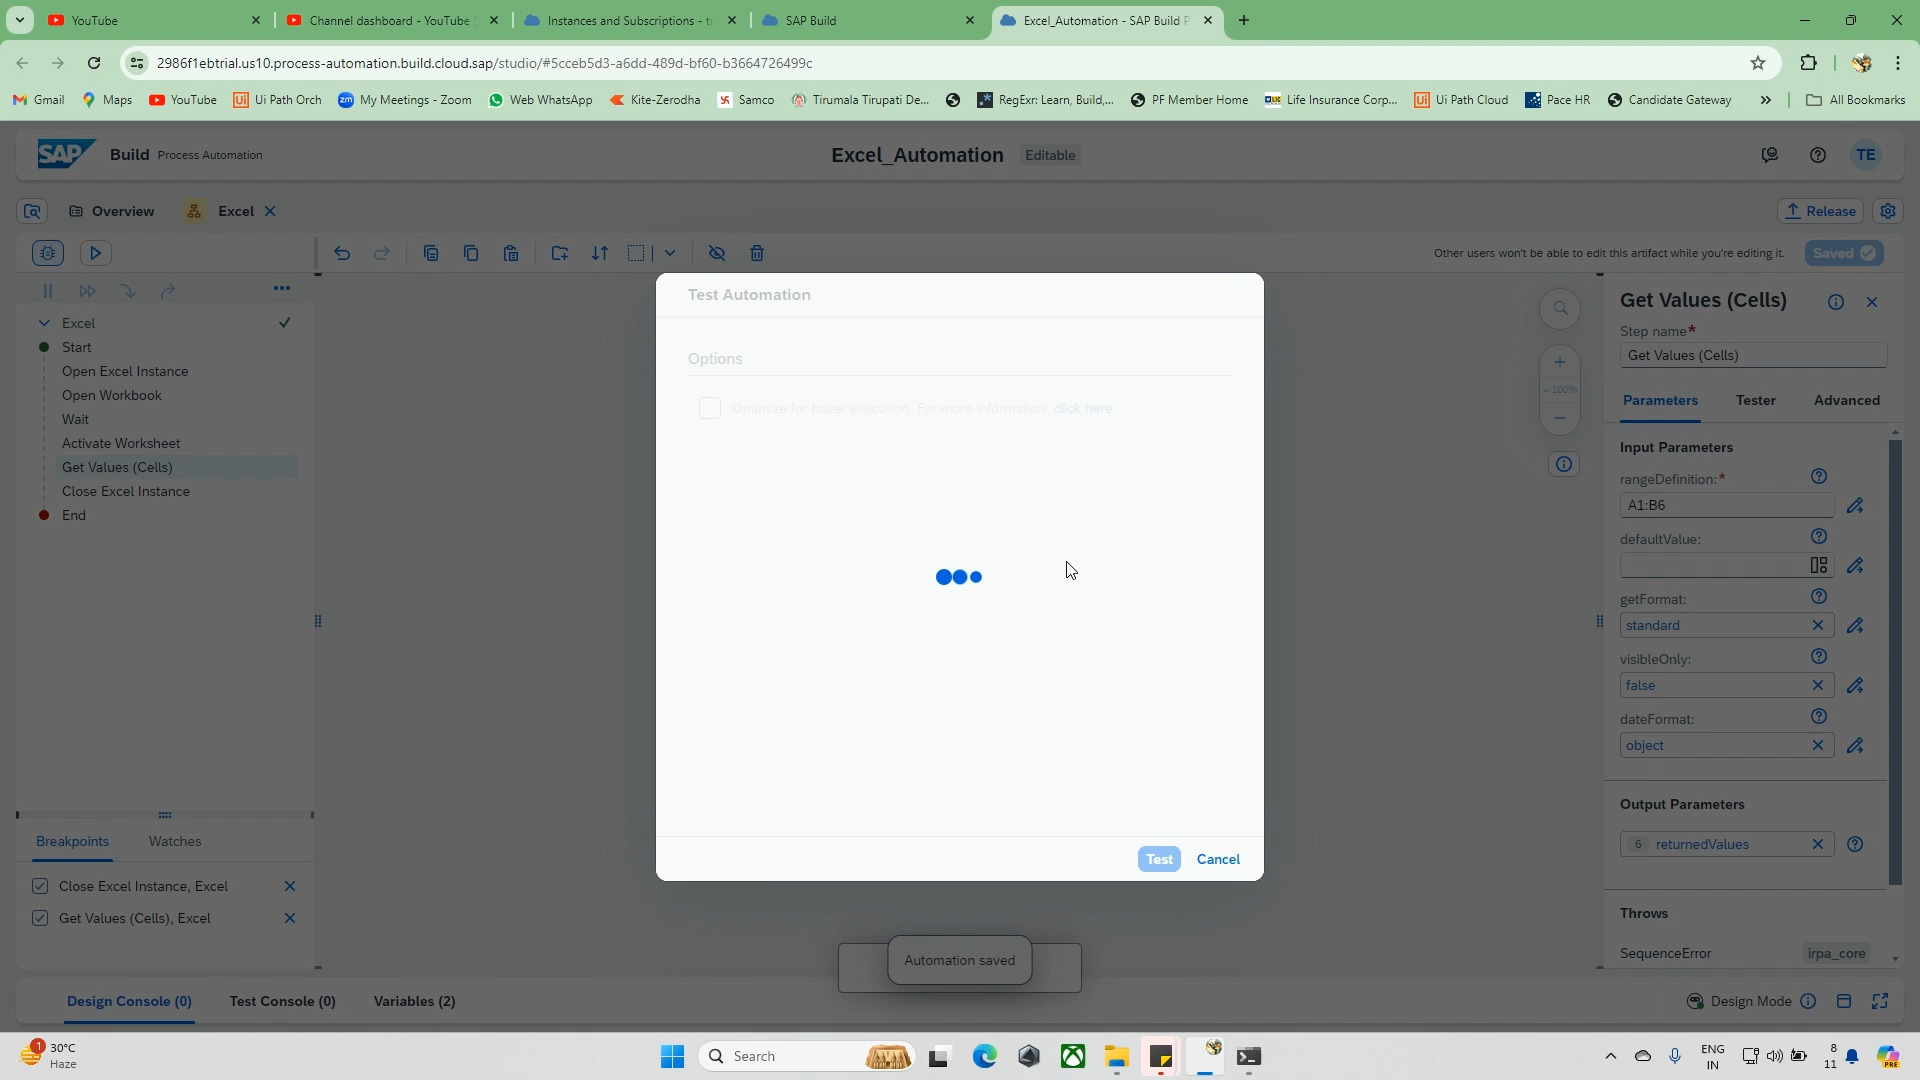 YouTube
Channel dashboard - YouTube S
Instances and Subscriptions - tr
SAP Build
Excel_Automation - SAP Build P
2986f1ebtrial.us10.process-automation.build.cloud.sap/studio/#5cceb5d3-a6dd-489d-bf60-b3664726499c
Gmail
Maps
YouTube
Ui Path Orch
My Meetings - Zoom
Web WhatsApp
Kite-Zerodha
Samco
Tirumala Tirupati De...
RegExr: Learn, Build,...
PF Member Home
Life Insurance Corp...
Ui Path Cloud
Pace HR
Candidate Gateway
All Bookmarks
SAP
Build
Process Automation
Excel_Automation
Editable
TE
Overview
Excel
Release
Other users won't be able to edit this artifact while you're editing it.
Saved
Excel
Start
Open Excel Instance
Open Workbook
Wait
Activate Worksheet
Get Values (Cells)
Close Excel Instance
End
Breakpoints
Watches
Close Excel Instance, Excel
Get Values (Cells), Excel
Test Automation
Options
Optimize for faster execution. For more information, click here.
Test
Cancel
Automation saved
~ 100%
Get Values (Cells)
Step name*
Get Values (Cells)
Parameters
Tester
Advanced
Input Parameters
rangeDefinition:*
A1:B6
defaultValue:
getFormat:
standard
visibleOnly:
false
dateFormat:
object
Output Parameters
6 returnedValues
Throws
SequenceError
irpa_core
Design Console (0)
Test Console (0)
Variables (2)
Design Mode
1
30°C
Haze
Search
ENG
IN
8
11
PRE